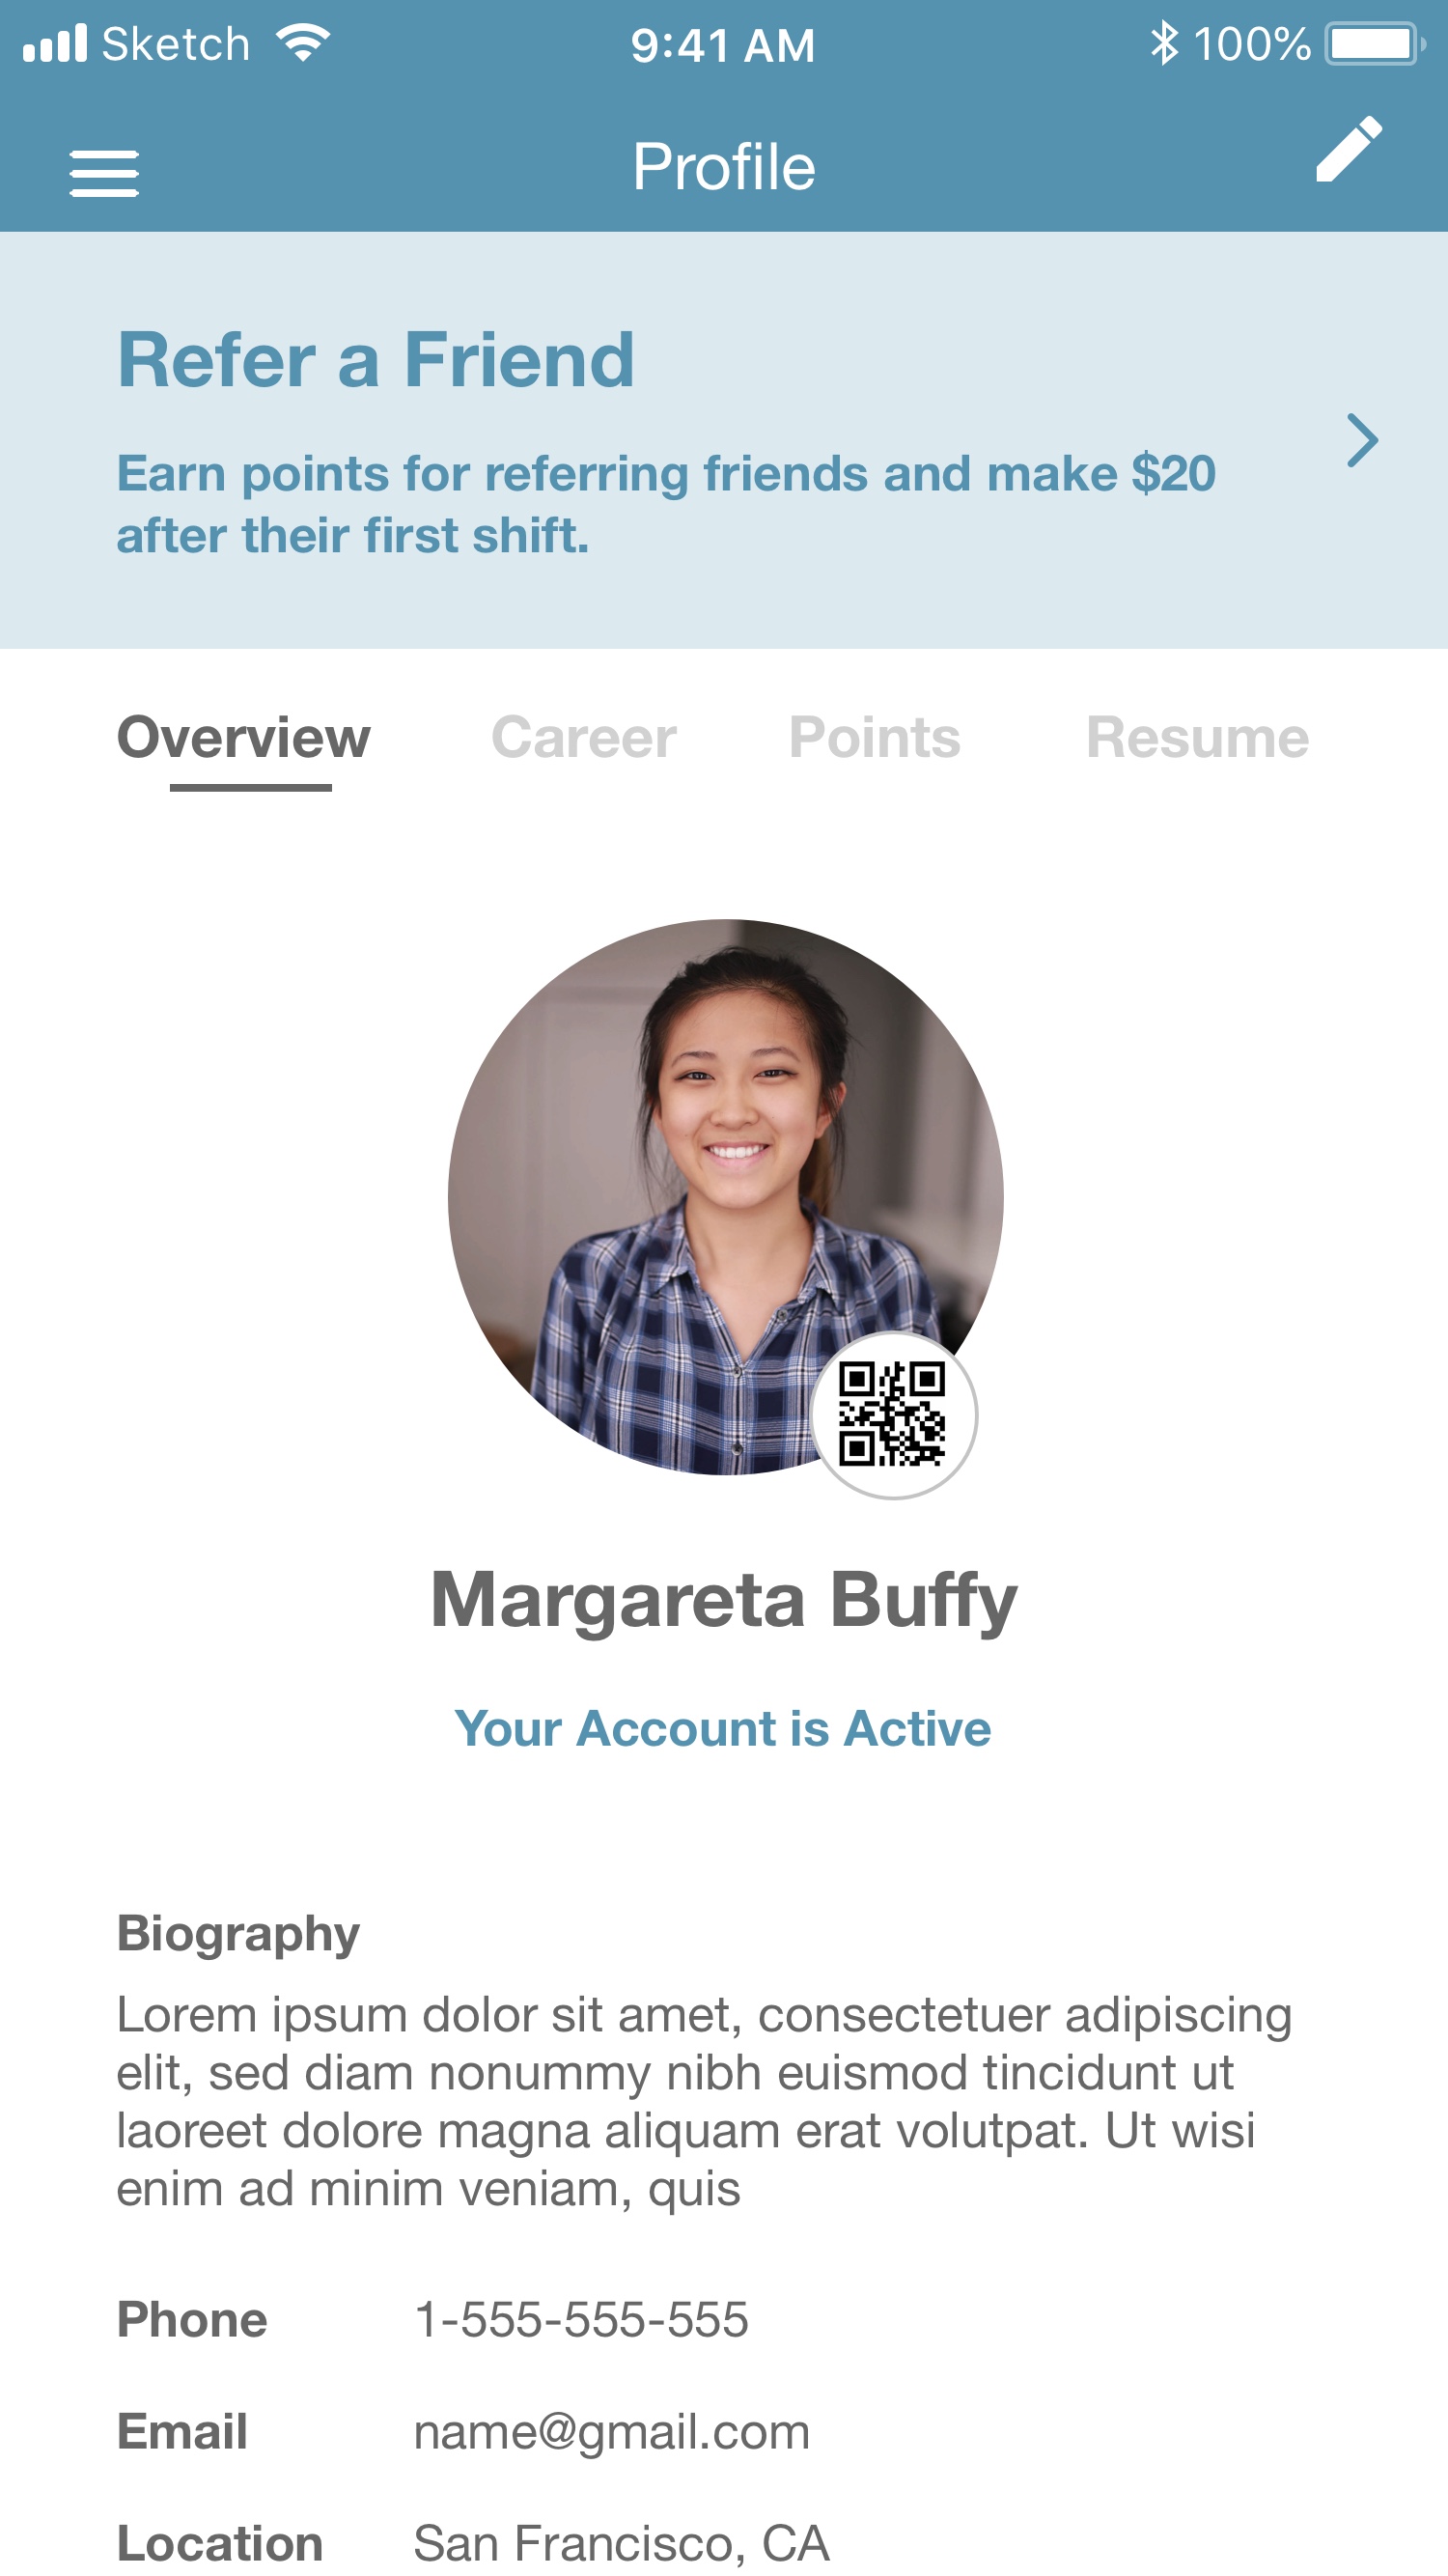 Sketch 9:41 AM 100%
Profile
Refer a Friend
Earn points for referring friends and make $20
after their first shift.
Overview Career Points Resume
Margareta Buffy
Your Account is Active
Biography
Lorem ipsum dolor sit amet, consectetuer adipiscing
elit, sed diam nonummy nibh euismod tincidunt ut
laoreet dolore magna aliquam erat volutpat. Ut wisi
enim ad minim veniam, quis
Phone 1-555-555-555
Email name@gmail.com
Location San Francisco, CA